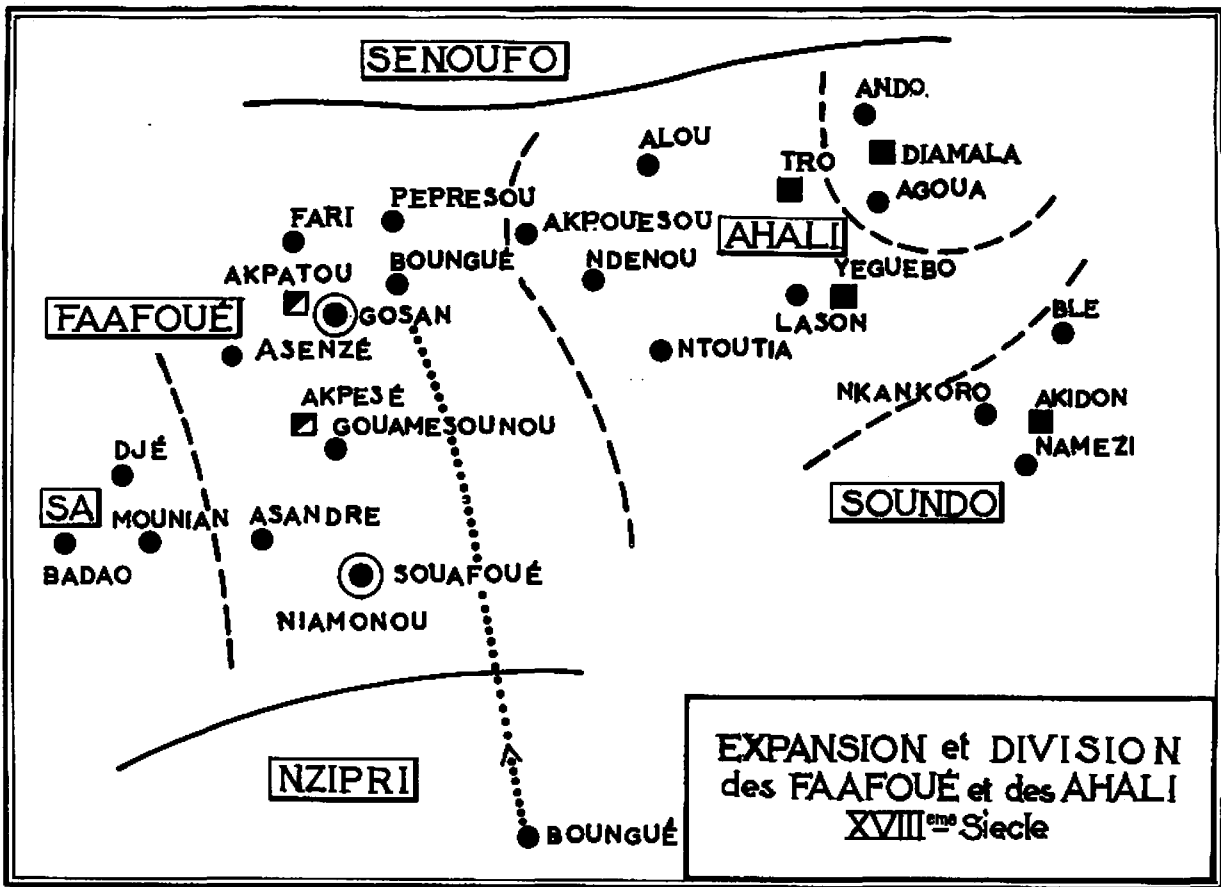 SENOUFO
ANDO.
ALOU
TRO
DIAMALA
AGOUA
PEPRESOU
FARI
AKPOUESOU
AHALI
BOUNGUÉ
NDENOU
YEGUEBO
AKPATOU
FAAFOUÉ
GOSAN
LASON
BLE
ASENZÉ
NTOUTIA
AKPESÉ
NKANKORO
AKIDON
GOUAMESOUNOU
DJÉ
NAMEZI
SA
MOUNIAN
ASANDRE
SOUNDO
BADAO
SOUAFOUÉ
NIAMONOU
NZIPRI
BOUNGUÉ
EXPANSION et DIVISION
des FAAFOUÉ et des AHALI
XVIIIeme Siecle